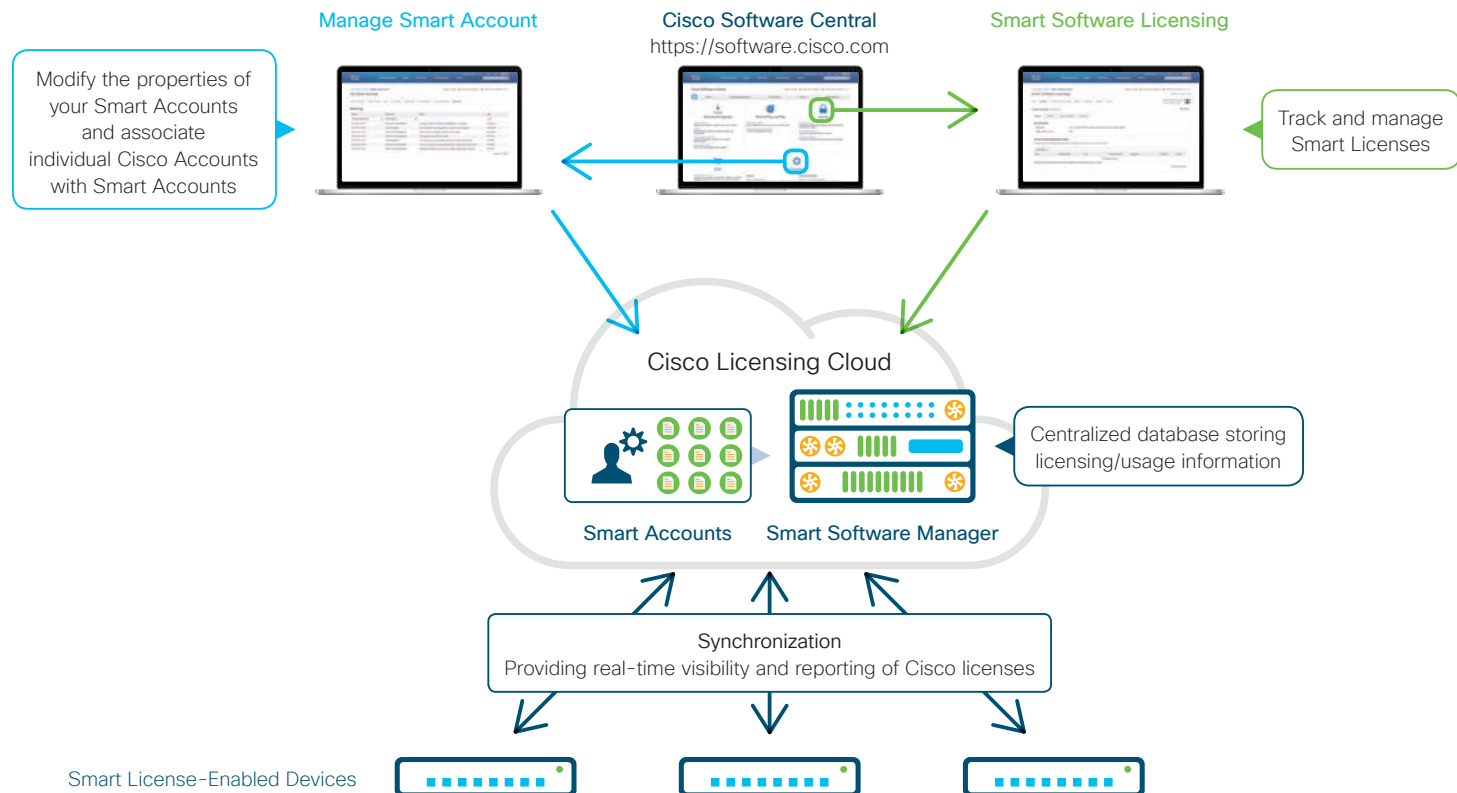 Manage Smart Account
Cisco Software Central
https://software.cisco.com
Smart Software Licensing
Modify the properties of
your Smart Accounts
and associate
individual Cisco Accounts
with Smart Accounts
Track and manage
Smart Licenses
Cisco Licensing Cloud
Centralized database storing
licensing/usage information
Smart Accounts
Smart Software Manager
Synchronization
Providing real-time visibility and reporting of Cisco licenses
Smart License-Enabled Devices